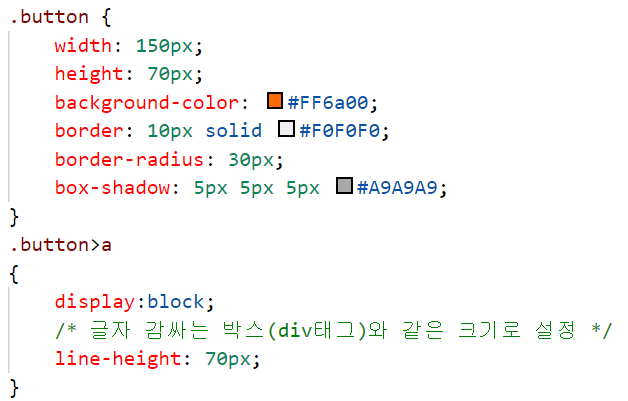 .button {
    width: 150px;
    height: 70px;
    background-color: #FF6a00;
    border: 10px solid #F0F0F0;
    border-radius: 30px;
    box-shadow: 5px 5px 5px #A9A9A9;
}
.button>a
{
    display:block;
    /* 글자 감싸는 박스(div태그)와 같은 크기로 설정 */
    line-height: 70px;
}